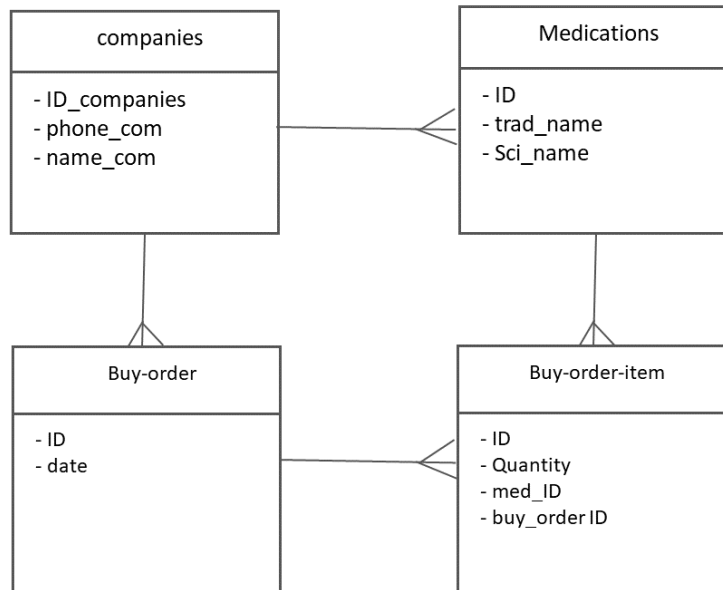 companies
- ID_companies
- phone_com
- name_com
Medications
- ID
- trad_name
- Sci_name
Buy-order
- ID
- date
Buy-order-item
- ID
- Quantity
- med_ID
- buy_order ID